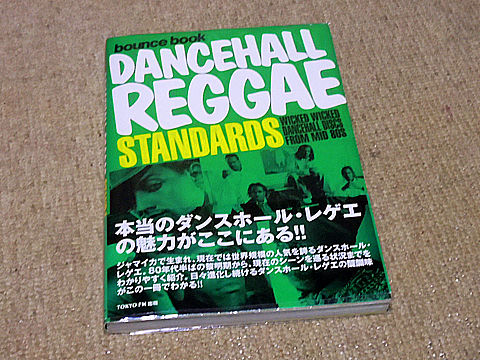 bounce book
DANCEHALL
REGGAE
STANDARDS
WICKED WICKED
DANCEHALL DISCS
FROM MID 80S
本当のダンスホール・レゲエ
の魅力がここにある!!
ジャマイカで生まれ、現在では世界規模の人気を誇るダンスホール・
レゲエ。80年代半ばの黎明期から、現在のシーンを巡る状況までを
わかりやすく紹介。日々進化し続けるダンスホール・レゲエの醍醐味
がこの一冊でわかる!!
TOKYO FM 出版